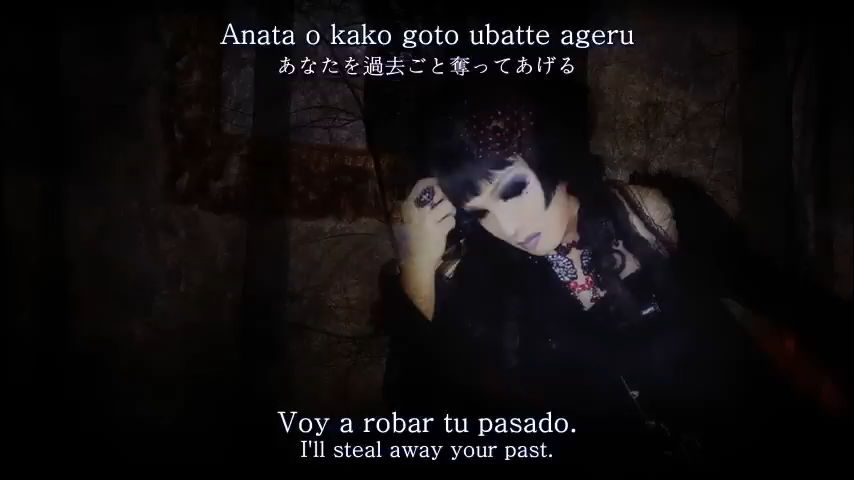 Anata o kako goto ubatte ageru
あなたを過去ごと奪ってあげる
Voy a robar tu pasado.
I'll steal away your past.